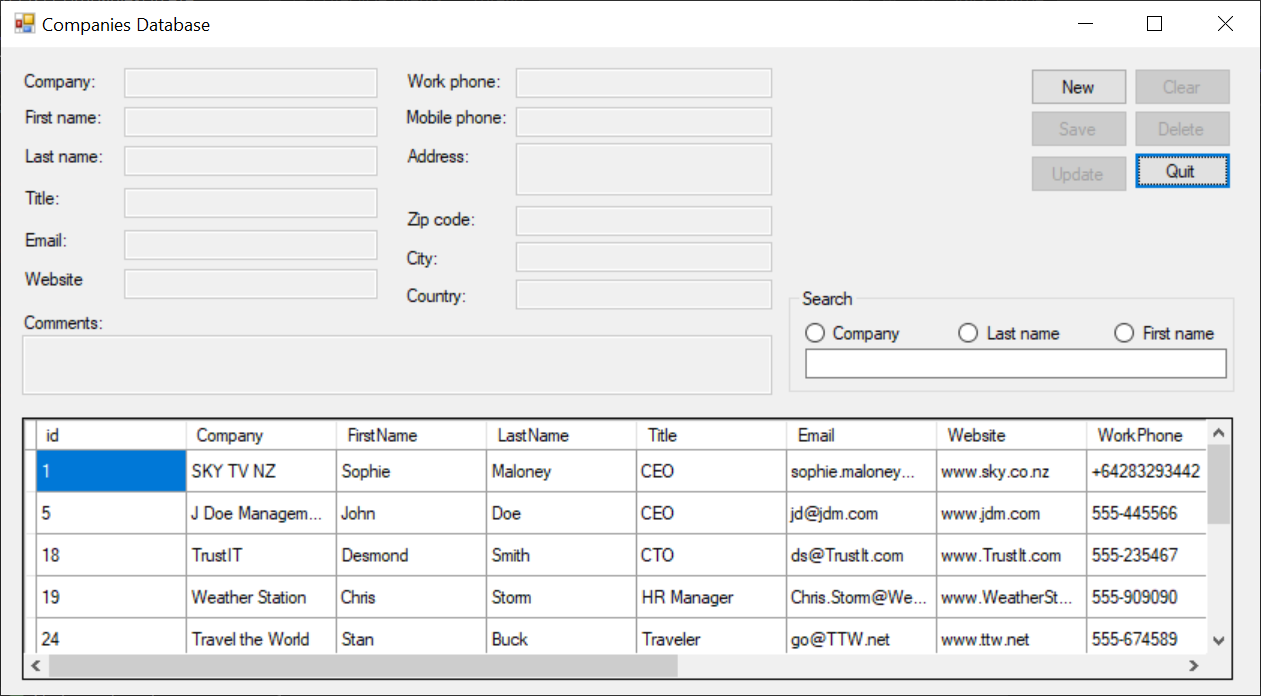 Companies Database
Company:
First name:
Last name:
Title:
Email:
Website
Comments:
Work phone:
Mobile phone:
Address:
Zip code:
City:
Country:
New Clear
Save Delete
Update Quit
Search
Company Last name First name
id Company FirstName LastName Title Email Website WorkPhone
1 SKY TV NZ Sophie Maloney CEO sophie.maloney... www.sky.co.nz +64283293442
5 J Doe Managem... John Doe CEO jd@jdm.com www.jdm.com 555-445566
18 TrustIT Desmond Smith CTO ds@TrustIt.com www.TrustIt.com 555-235467
19 Weather Station Chris Storm HR Manager Chris.Storm@We... www.WeatherSt... 555-909090
24 Travel the World Stan Buck Traveler go@TTW.net www.ttw.net 555-674589